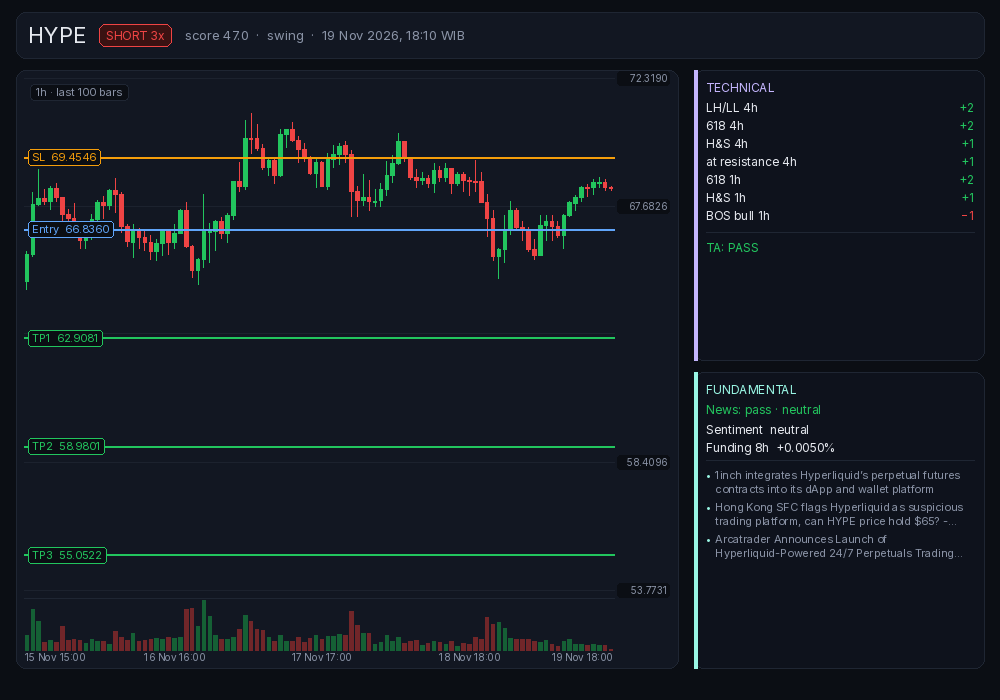 HYPE SHORT 3x score 47.0 · swing · 19 Nov 2026, 18:10 WIB
1h · last 100 bars
72.3190
SL 69.4546
67.6826
Entry 66.8360
TP1 62.9081
TP2 58.9801
58.4096
TP3 55.0522
53.7731
15 Nov 15:00 16 Nov 16:00 17 Nov 17:00 18 Nov 18:00 19 Nov 18:00
TECHNICAL
LH/LL 4h +2
618 4h +2
H&S 4h +1
at resistance 4h +1
618 1h +2
H&S 1h +1
BOS bull 1h −1
TA: PASS
FUNDAMENTAL
News: pass · neutral
Sentiment neutral
Funding 8h +0.0050%
• 1inch integrates Hyperliquid's perpetual futures
contracts into its dApp and wallet platform
• Hong Kong SFC flags Hyperliquid as suspicious
trading platform, can HYPE price hold $65? -...
• Arcatrader Announces Launch of
Hyperliquid-Powered 24/7 Perpetuals Trading...